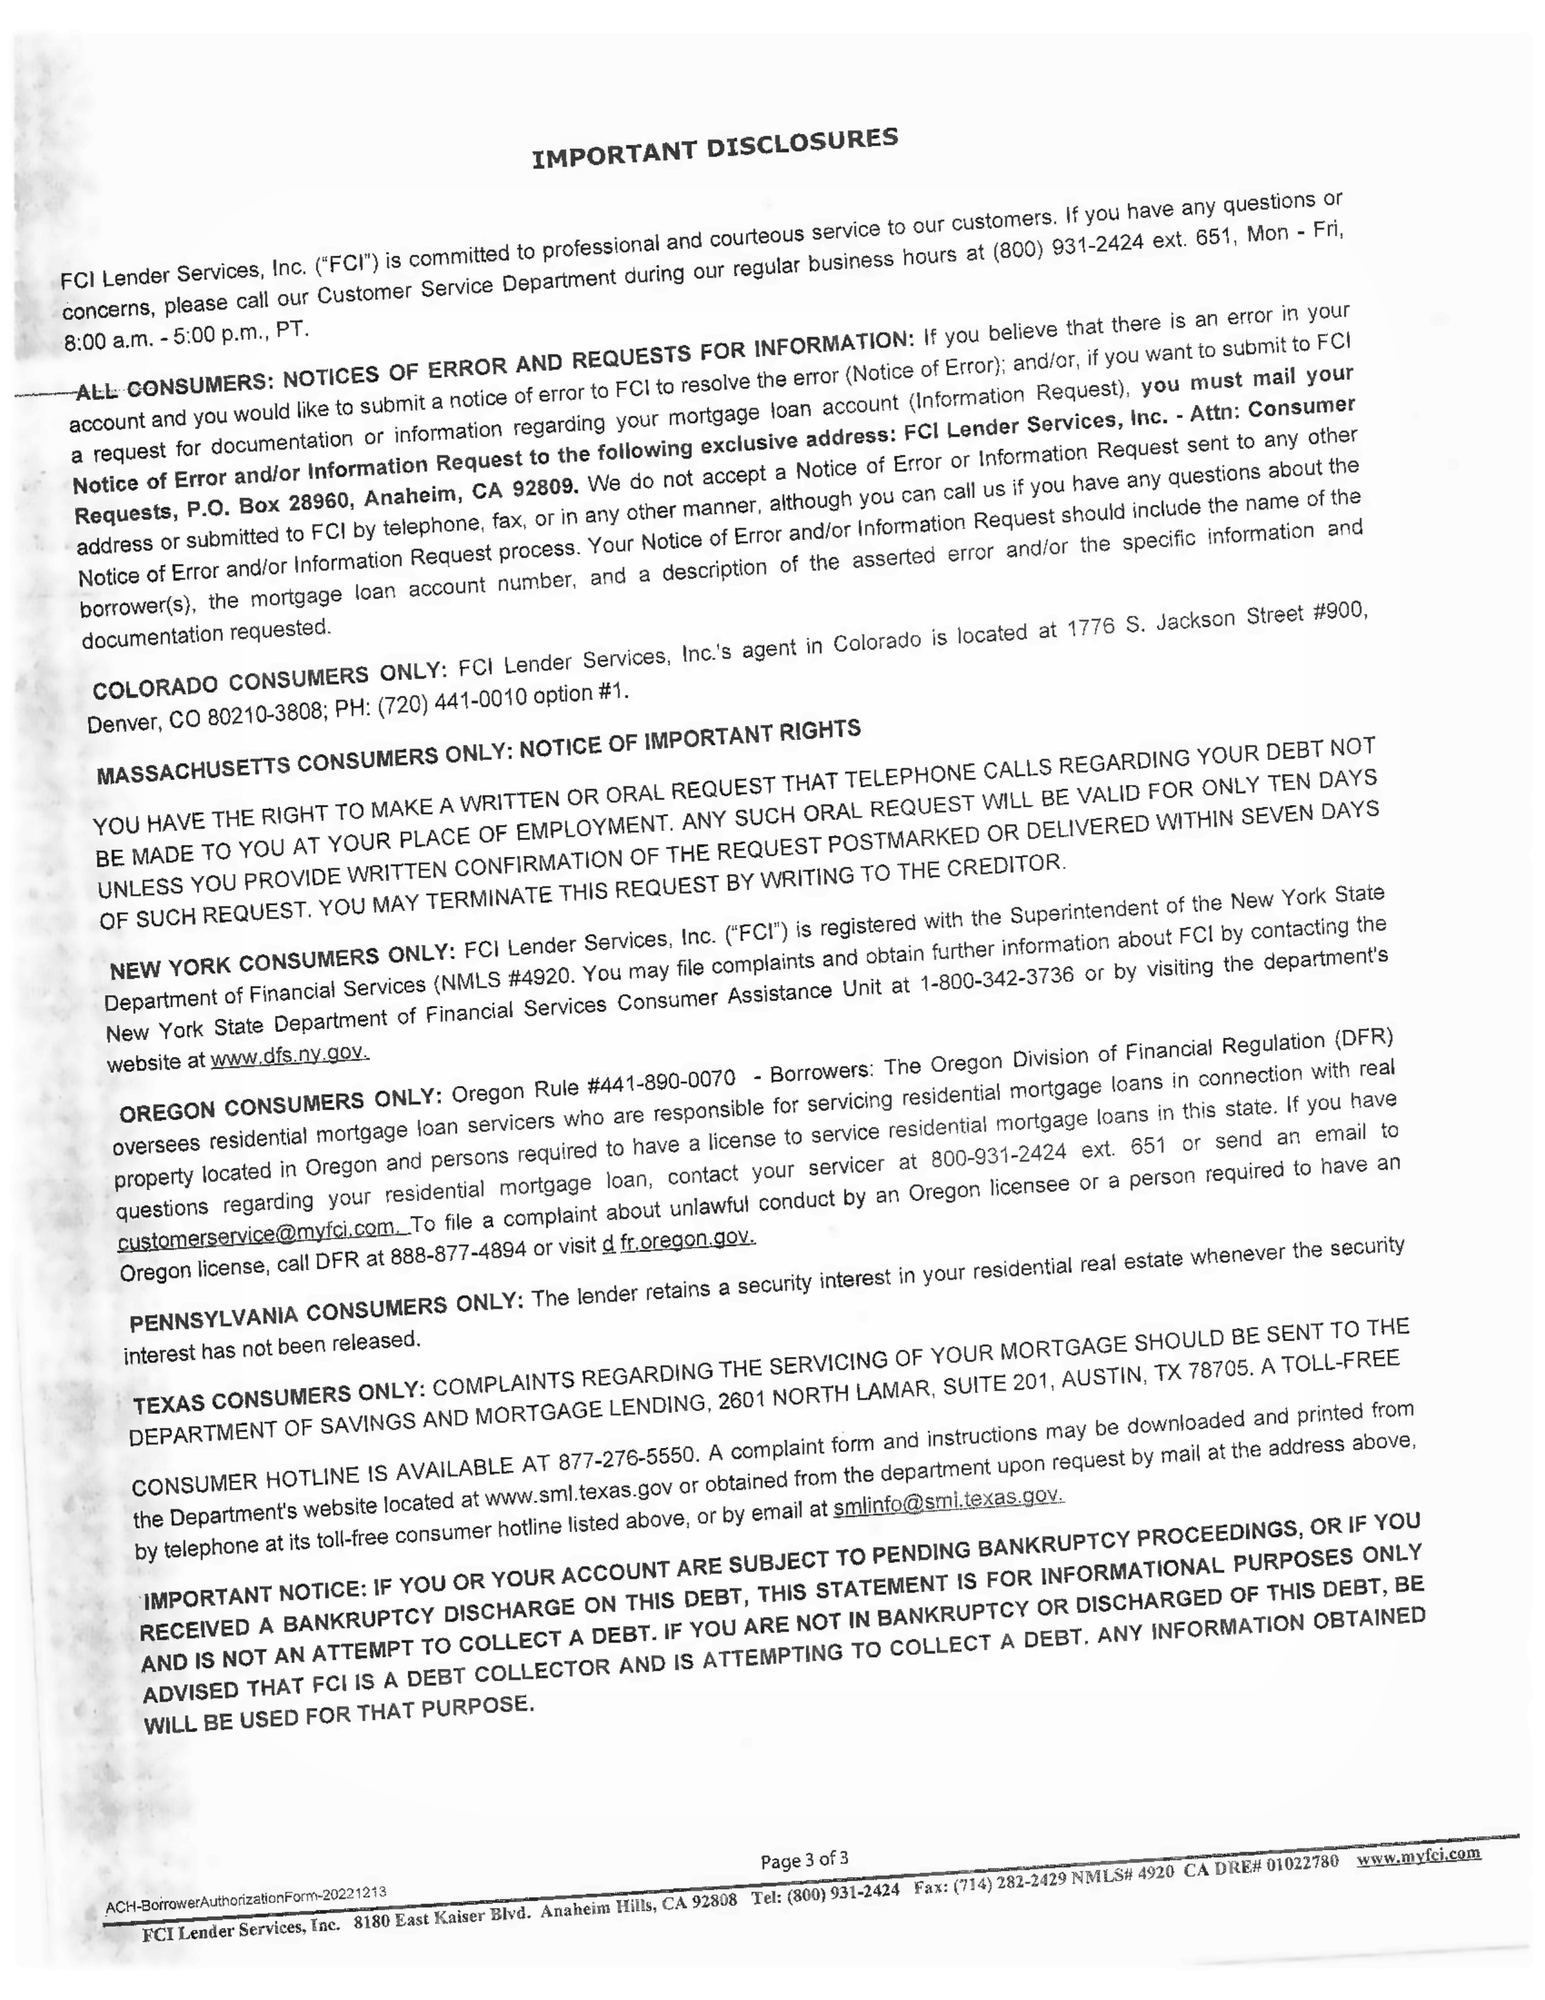 IMPORTANT DISCLOSURES
FCI Lender Services, Inc. (“FCI”) is committed to professional and courteous service to our customers. If you have any questions or
concerns, please call our Customer Service Department during our regular business hours at (800) 931-2424 ext. 651, Mon - Fri,
8:00 a.m. - 5:00 p.m., PT.
ALL CONSUMERS: NOTICES OF ERROR AND REQUESTS FOR INFORMATION: If you believe that there is an error in your
account and you would like to submit a notice of error to FCI to resolve the error (Notice of Error); and/or, if you want to submit to FCI
a request for documentation or information regarding your mortgage loan account (Information Request), you must mail your
Notice of Error and/or Information Request to the following exclusive address: FCI Lender Services, Inc. - Attn: Consumer
Requests, P.O. Box 28960, Anaheim, CA 92809. We do not accept a Notice of Error or Information Request sent to any other
address or submitted to FCI by telephone, fax, or in any other manner, although you can call us if you have any questions about the
Notice of Error and/or Information Request process. Your Notice of Error and/or Information Request should include the name of the
borrower(s), the mortgage loan account number, and a description of the asserted error and/or the specific information and
documentation requested.
COLORADO CONSUMERS ONLY: FCI Lender Services, Inc.'s agent in Colorado is located at 1776 S. Jackson Street #900,
Denver, CO 80210-3808; PH: (720) 441-0010 option #1.
MASSACHUSETTS CONSUMERS ONLY: NOTICE OF IMPORTANT RIGHTS
YOU HAVE THE RIGHT TO MAKE A WRITTEN OR ORAL REQUEST THAT TELEPHONE CALLS REGARDING YOUR DEBT NOT
BE MADE TO YOU AT YOUR PLACE OF EMPLOYMENT. ANY SUCH ORAL REQUEST WILL BE VALID FOR ONLY TEN DAYS
UNLESS YOU PROVIDE WRITTEN CONFIRMATION OF THE REQUEST POSTMARKED OR DELIVERED WITHIN SEVEN DAYS
OF SUCH REQUEST. YOU MAY TERMINATE THIS REQUEST BY WRITING TO THE CREDITOR.
NEW YORK CONSUMERS ONLY: FCI Lender Services, Inc. (“FCI”) is registered with the Superintendent of the New York State
Department of Financial Services (NMLS #4920. You may file complaints and obtain further information about FCI by contacting the
New York State Department of Financial Services Consumer Assistance Unit at 1-800-342-3736 or by visiting the department's
website at www.dfs.ny.gov.
OREGON CONSUMERS ONLY: Oregon Rule #441-890-0070 - Borrowers: The Oregon Division of Financial Regulation (DFR)
oversees residential mortgage loan servicers who are responsible for servicing residential mortgage loans in connection with real
property located in Oregon and persons required to have a license to service residential mortgage loans in this state. If you have
questions regarding your residential mortgage loan, contact your servicer at 800-931-2424 ext. 651 or send an email to
customerservice@myfci.com. To file a complaint about unlawful conduct by an Oregon licensee or a person required to have an
Oregon license, call DFR at 888-877-4894 or visit d fr.oregon.gov.
PENNSYLVANIA CONSUMERS ONLY: The lender retains a security interest in your residential real estate whenever the security
interest has not been released.
TEXAS CONSUMERS ONLY: COMPLAINTS REGARDING THE SERVICING OF YOUR MORTGAGE SHOULD BE SENT TO THE
DEPARTMENT OF SAVINGS AND MORTGAGE LENDING, 2601 NORTH LAMAR, SUITE 201, AUSTIN, TX 78705. A TOLL-FREE
CONSUMER HOTLINE IS AVAILABLE AT 877-276-5550. A complaint form and instructions may be downloaded and printed from
the Department's website located at www.sml.texas.gov or obtained from the department upon request by mail at the address above,
by telephone at its toll-free consumer hotline listed above, or by email at smlinfo@sml.texas.gov.
IMPORTANT NOTICE: IF YOU OR YOUR ACCOUNT ARE SUBJECT TO PENDING BANKRUPTCY PROCEEDINGS, OR IF YOU
RECEIVED A BANKRUPTCY DISCHARGE ON THIS DEBT, THIS STATEMENT IS FOR INFORMATIONAL PURPOSES ONLY
AND IS NOT AN ATTEMPT TO COLLECT A DEBT. IF YOU ARE NOT IN BANKRUPTCY OR DISCHARGED OF THIS DEBT, BE
ADVISED THAT FCI IS A DEBT COLLECTOR AND IS ATTEMPTING TO COLLECT A DEBT. ANY INFORMATION OBTAINED
WILL BE USED FOR THAT PURPOSE.
Page 3 of 3
ACH-BorrowerAuthorizationForm-20221213
FCI Lender Services, Inc. 8180 East Kaiser Blvd. Anaheim Hills, CA 92808 Tel: (800) 931-2424 Fax: (714) 282-2429 NMLS# 4920 CA DRE# 01022780 www.myfci.com